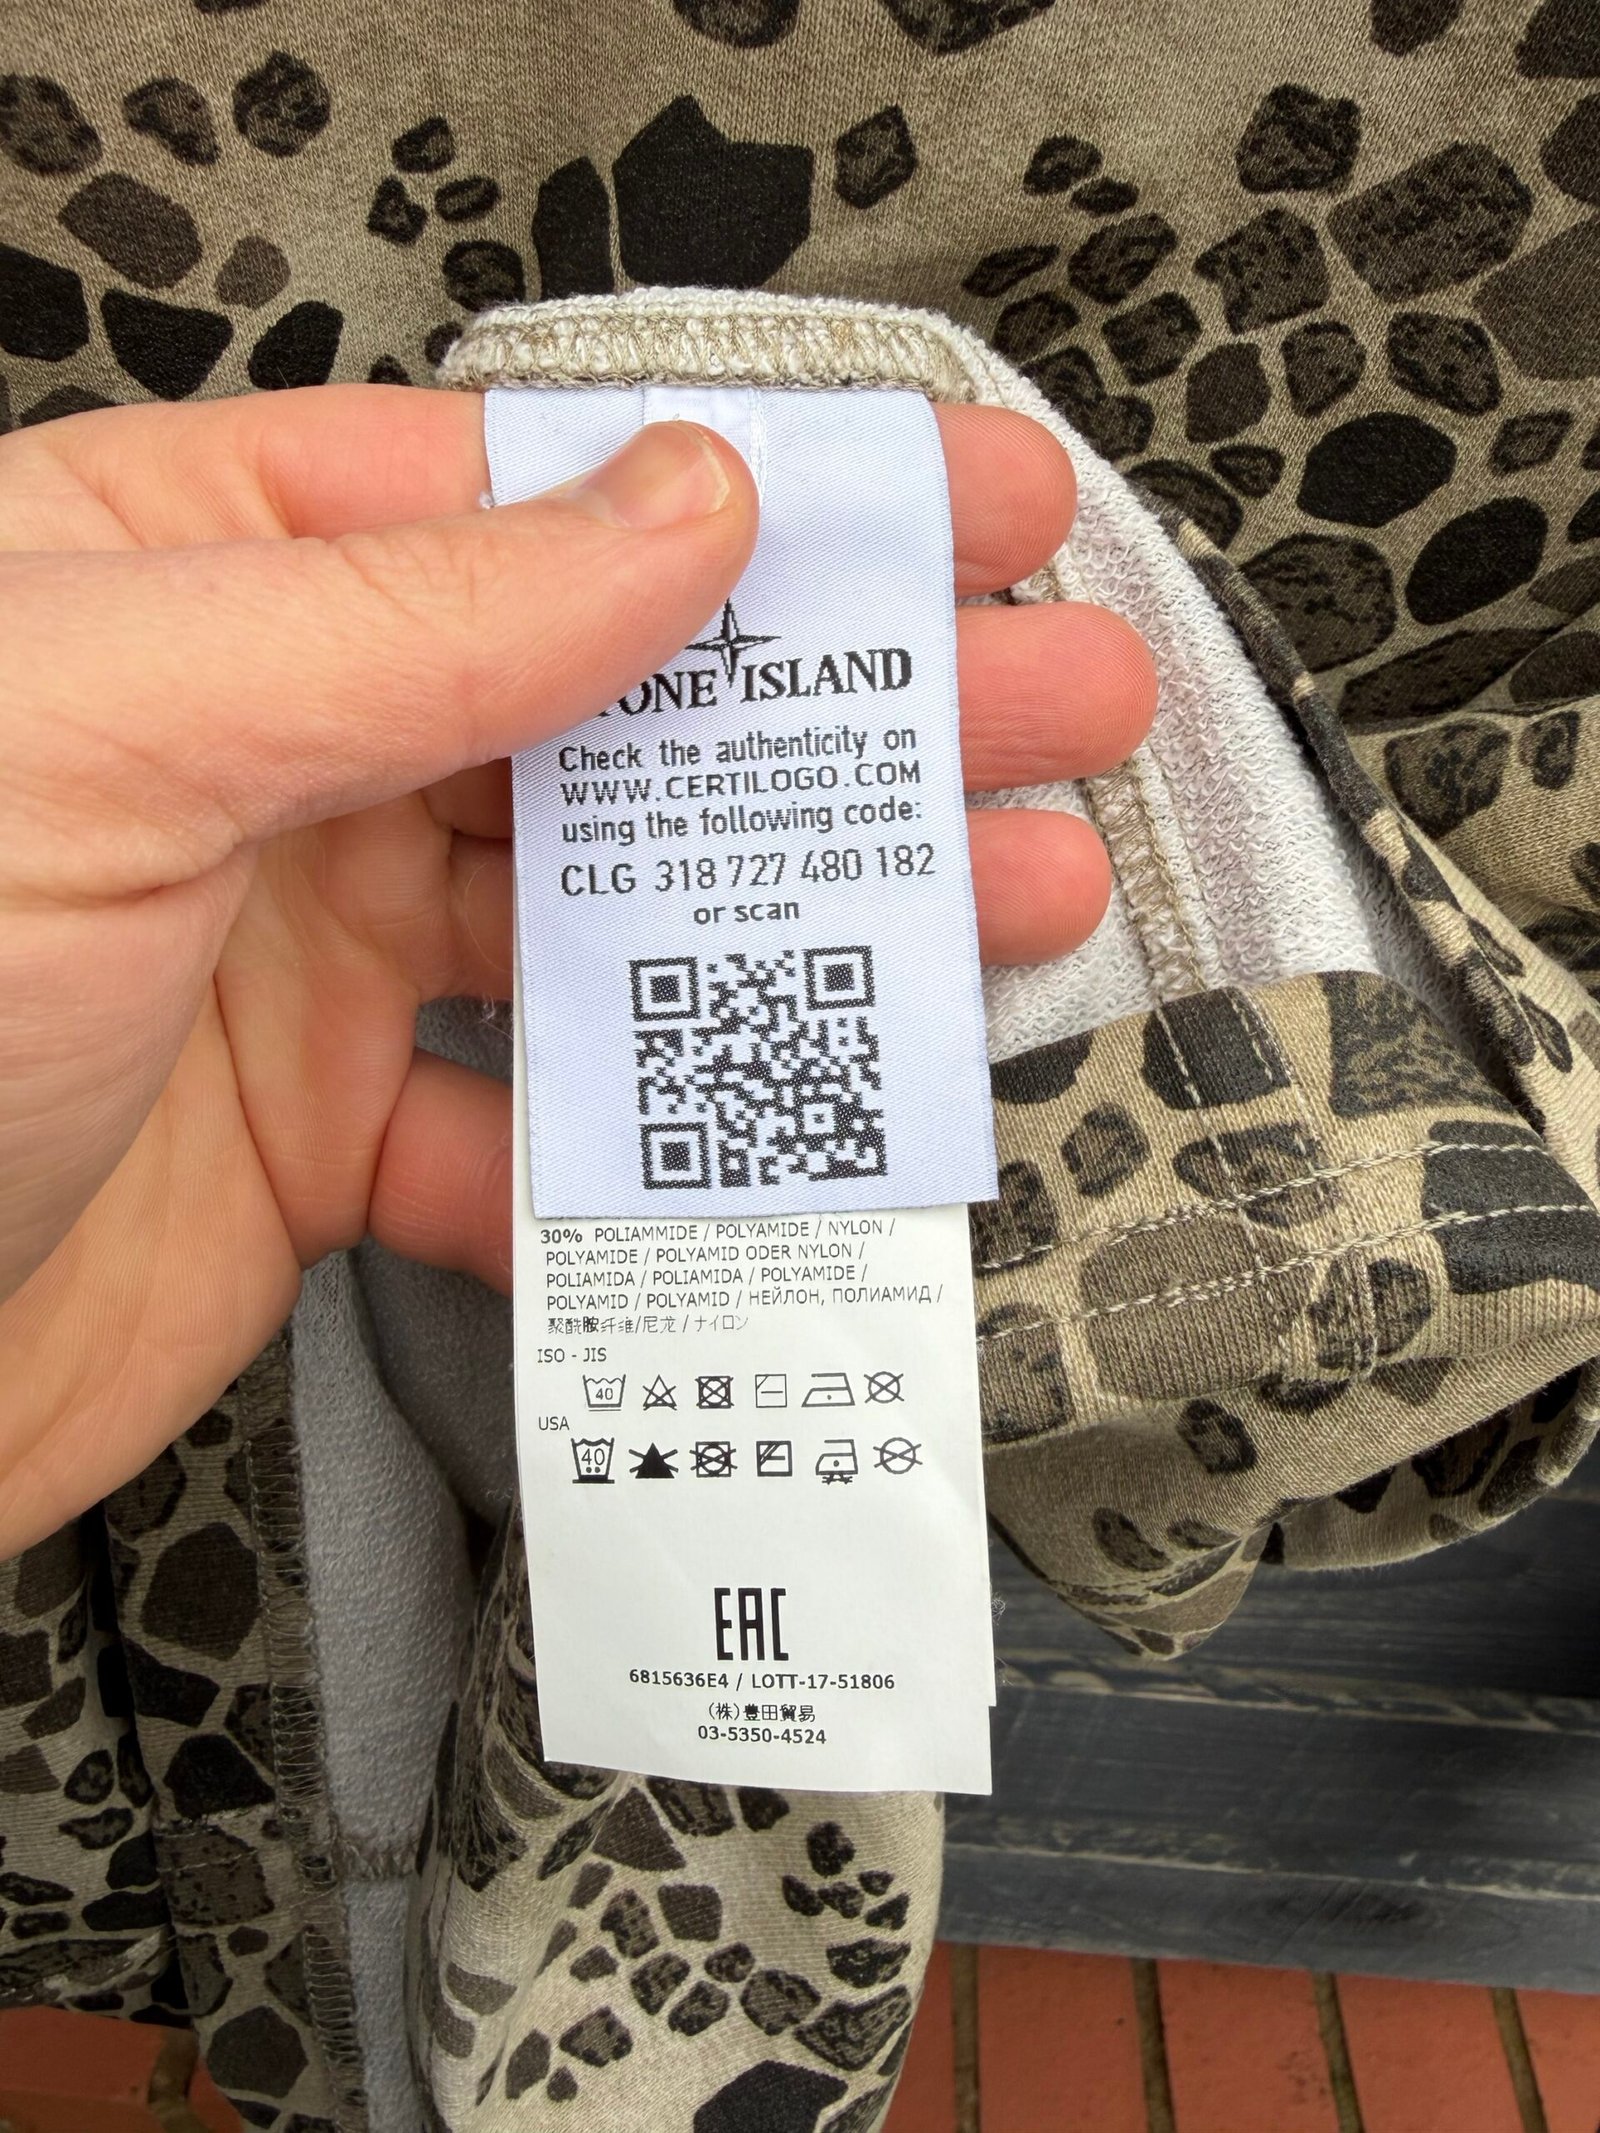 ISLAND
Check the authenticity on
WWW.CERTILOGO.COM
using the following code:
CLG 318 727 480 182
or scan
30% POLIAMMIDE / POLYAMIDE / NYLON /
POLYAMIDE / POLYAMID ODER NYLON /
POLIAMIDA / POLIAMIDA / POLYAMIDE /
POLYAMID / POLYAMID / НЕЙЛОН, ПОЛИАМИД /
聚酰胺纤维/尼龙 / ナイロン
ISO - JIS
40
USA
40
EAC
6815636E4 / LOTT-17-51806
(株)豊田貿易
03-5350-4524